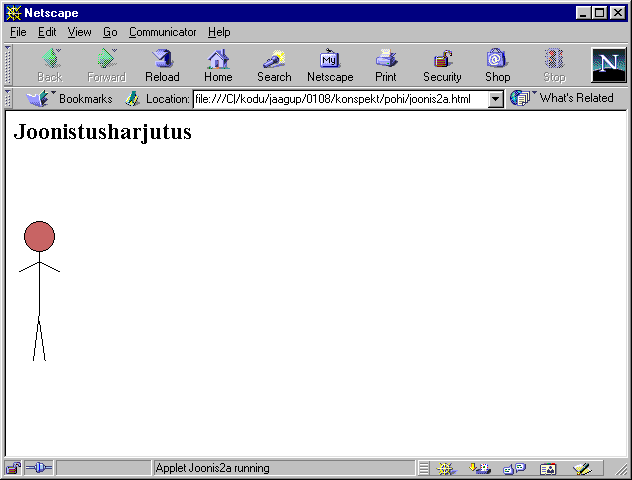 Netscape
File Edit View Go Communicator Help
Back Forward Reload Home Search Netscape Print Security Shop Stop
My
N
Bookmarks Location: file:///C|/kodu/jaagup/0108/konspekt/pohi/joonis2a.html What's Related
Joonistusharjutus
Applet Joonis2a running